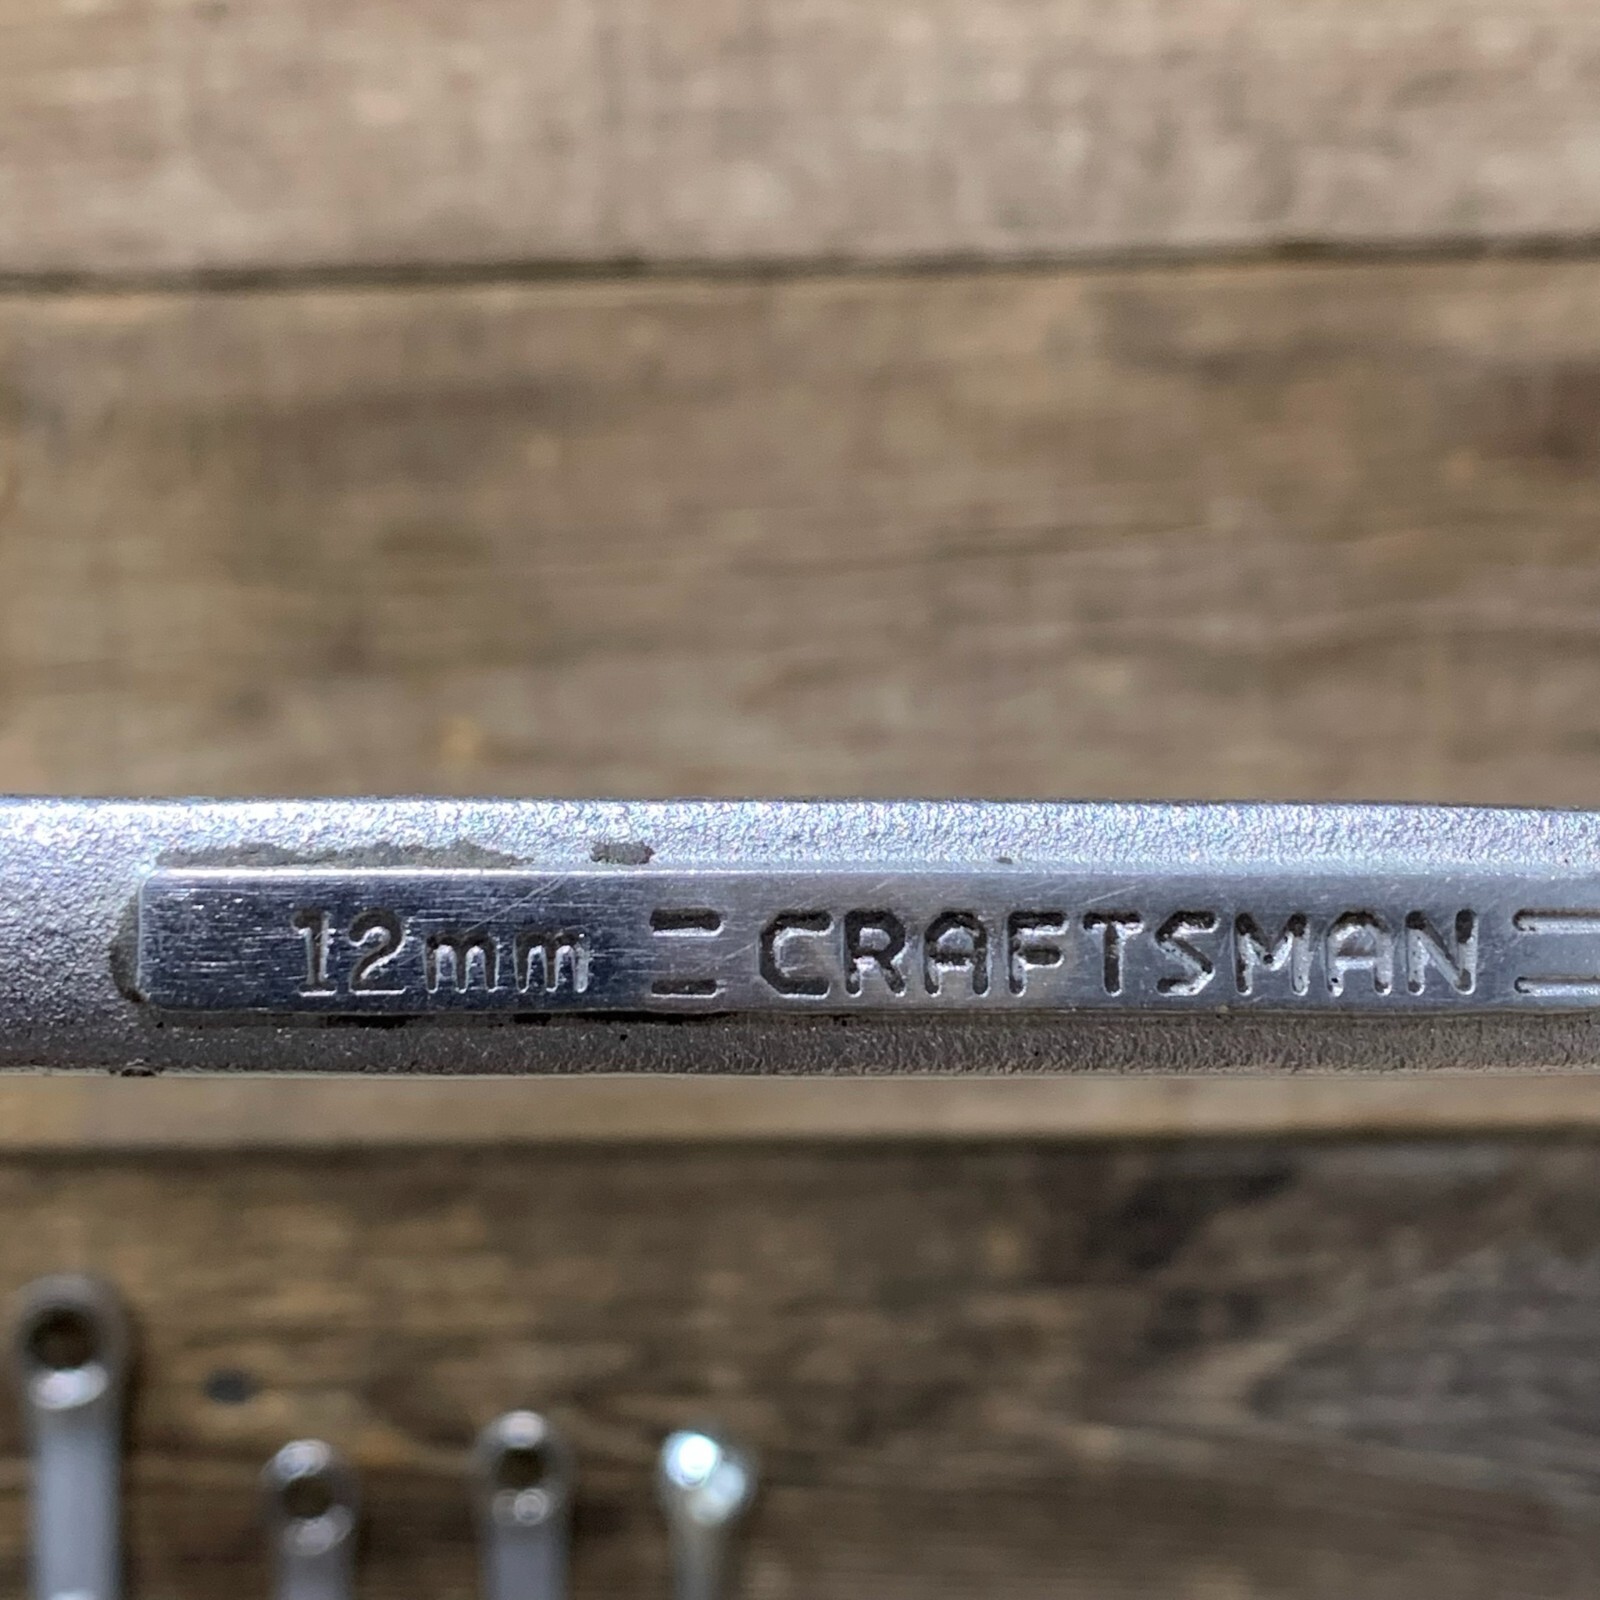 12mm = CRAFTSMAN =